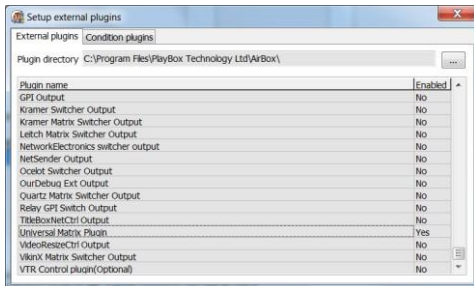 Setup external plugins
External plugins Condition plugins
Plugin directory C:\Program Files\PlayBox Technology Ltd\AirBox\ ...
Plugin name Enabled
GPI Output No
Kramer Switcher Output No
Kramer Matrix Switcher Output No
Leitch Matrix Switcher Output No
NetworkElectronics switcher output No
NetSender Output No
Ocelot Switcher Output No
OurDebug Ext Output No
Quartz Matrix Switcher Output No
Relay GPI Switch Output No
TitleBoxNetCtrl Output No
Universal Matrix Plugin Yes
VideoResizeCtrl Output No
VikinX Matrix Switcher Output No
VTR Control plugin(Optional) No